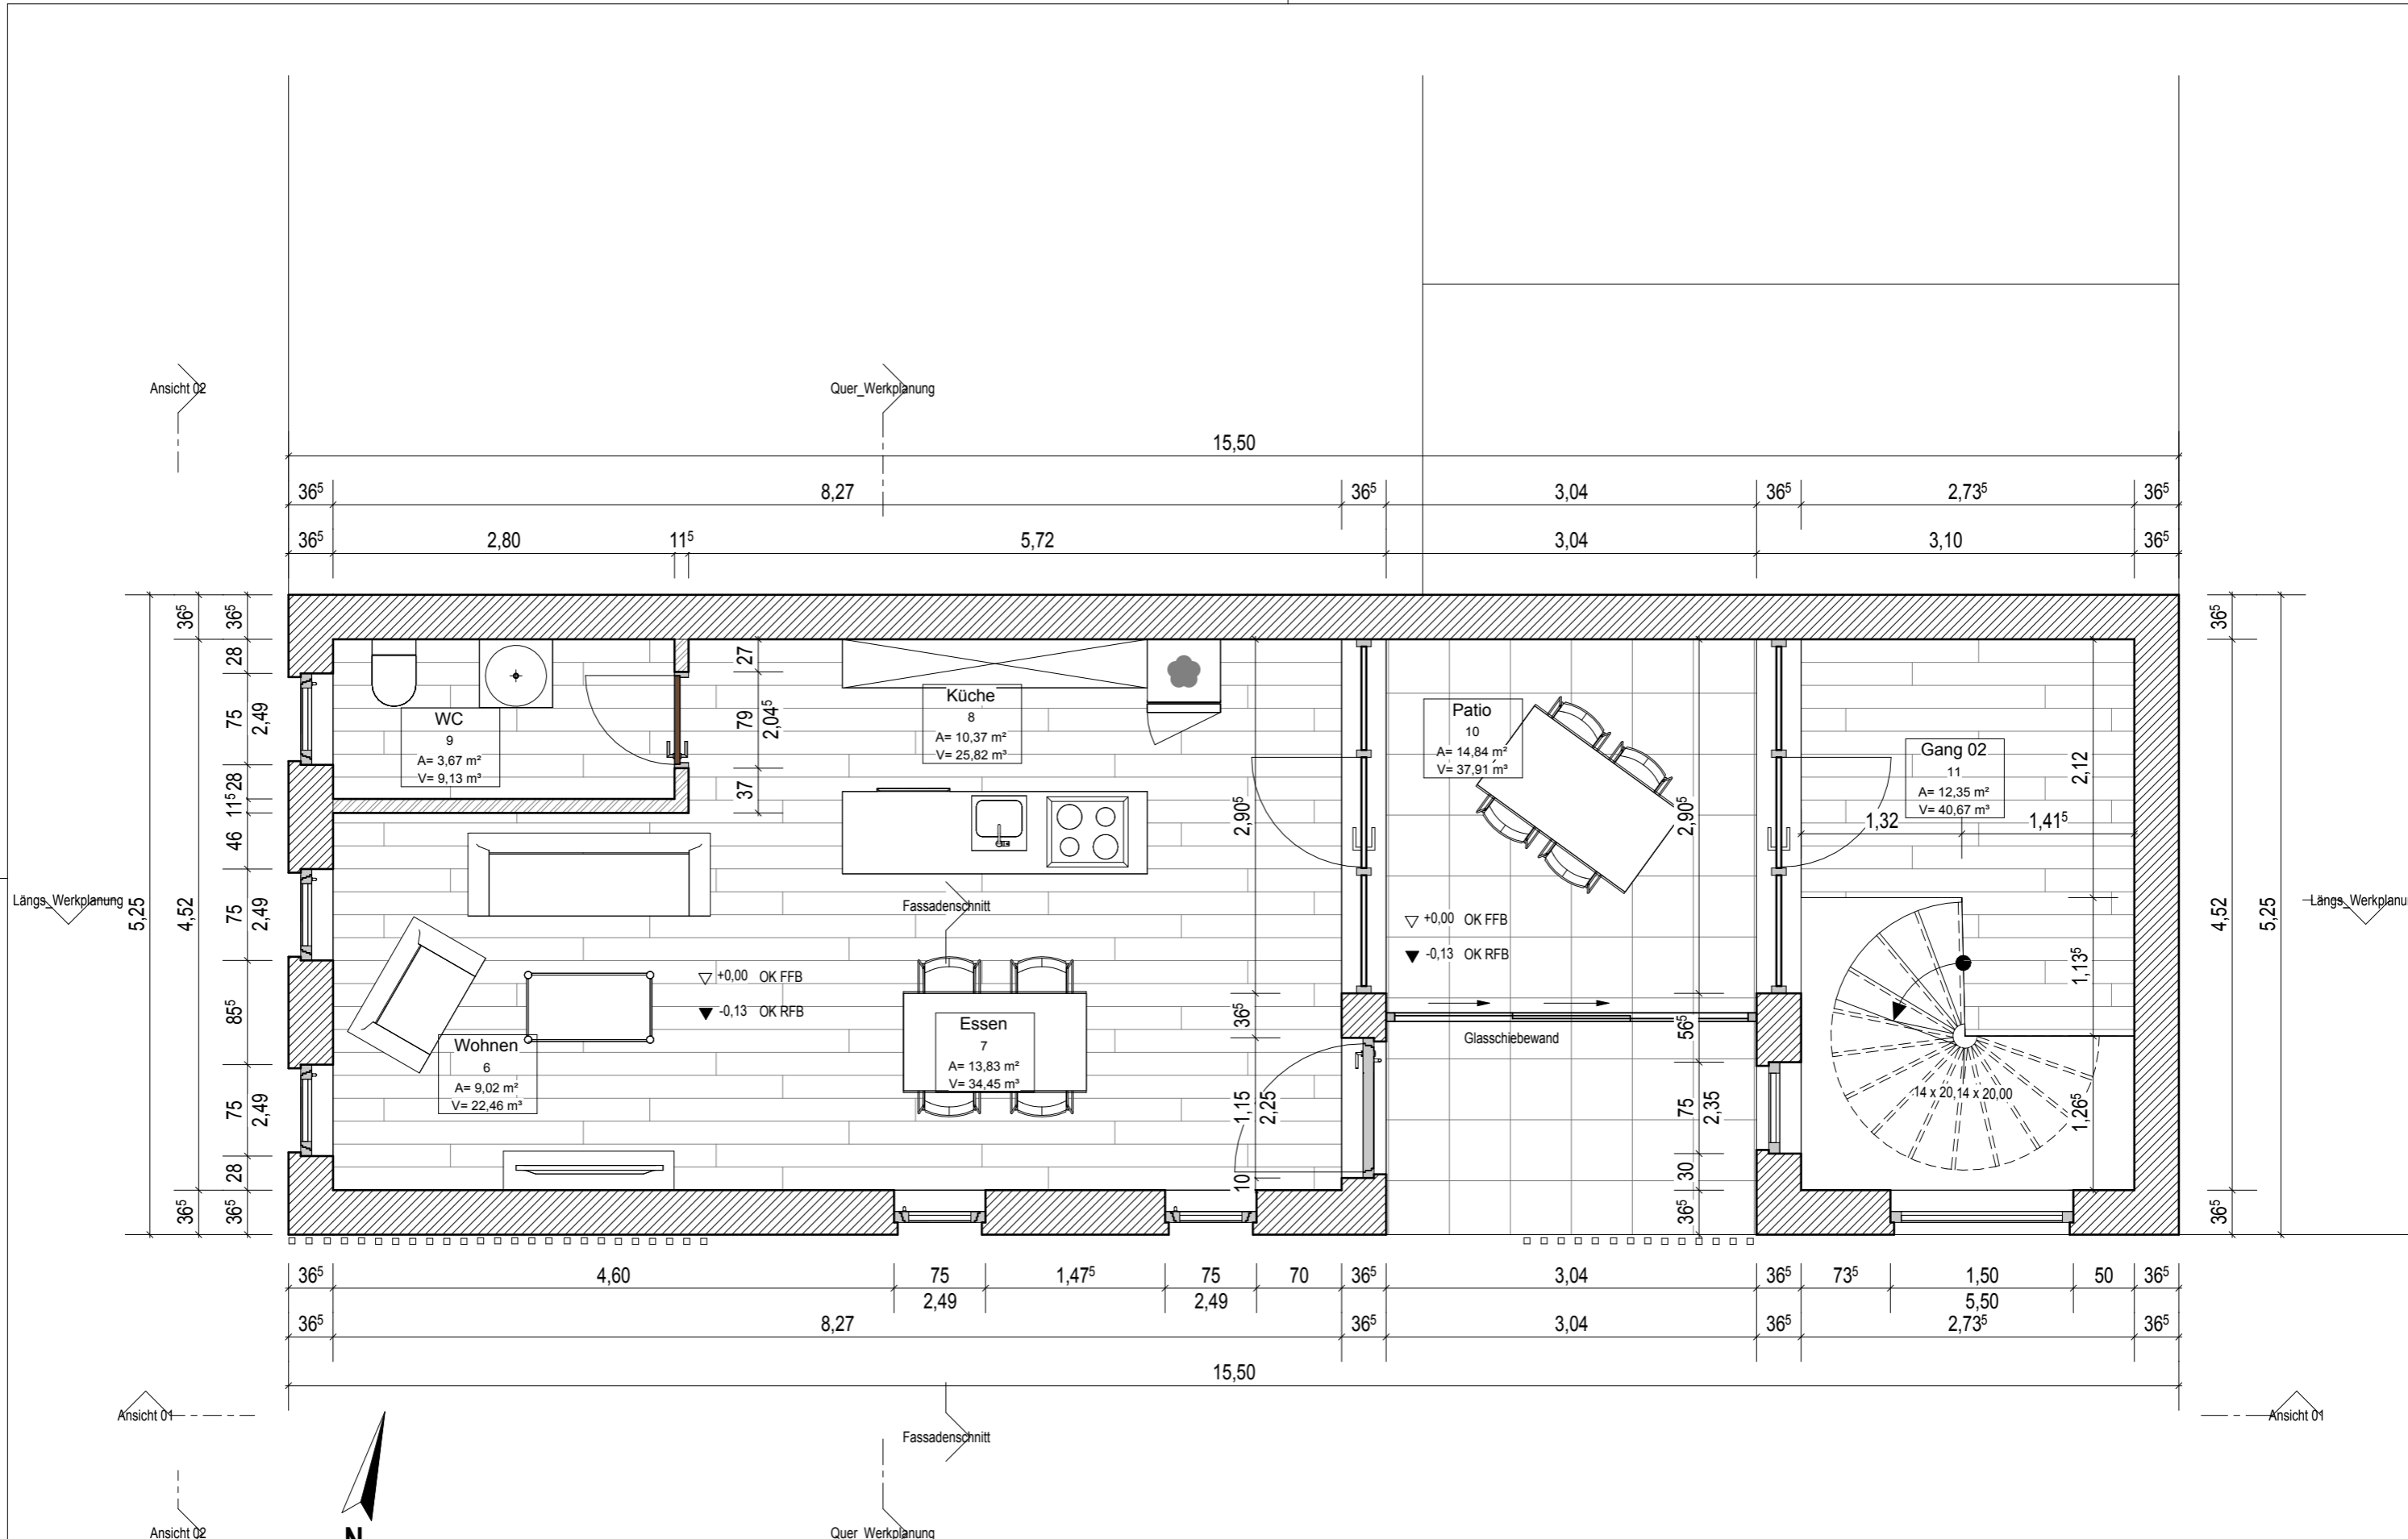 Ansicht 02
Quer_Werkplanung
15,50
36⁵ 8,27 36⁵ 3,04 36⁵ 2,73⁵ 36⁵
36⁵ 2,80 11⁵ 5,72 3,04 3,10 36⁵
5,25
4,52
36⁵
36⁵
36⁵
28
75
2,49
28
11⁵
46
75
2,49
85⁵
75
2,49
28
36⁵
WC
9
A= 3,67 m²
V= 9,13 m³
27
79
2,04⁵
37
Küche
8
A= 10,37 m²
V= 25,82 m³
2,90⁵
Patio
10
A= 14,84 m²
V= 37,91 m³
2,90⁵
Gang 02
11
A= 12,35 m²
V= 40,67 m³
2,12
1,32 1,41⁵
1,13⁵
1,26⁵
36⁵
4,52
36⁵
5,25
Längs_Werkplanung
Längs_Werkplanu
Fassadenschnitt
+0,00 OK FFB
-0,13 OK RFB
+0,00 OK FFB
-0,13 OK RFB
Wohnen
6
A= 9,02 m²
V= 22,46 m³
Essen
7
A= 13,83 m²
V= 34,45 m³
36⁵
1,15
2,25
10
Glasschiebewand
56⁵
75
2,35
30
36⁵
14 x 20,14 x 20,00
36⁵ 4,60 75 1,47⁵ 75 70 36⁵ 3,04 36⁵ 73⁵ 1,50 50 36⁵
2,49 2,49 5,50
36⁵ 8,27 36⁵ 3,04 36⁵ 2,73⁵ 36⁵
15,50
Ansicht 01
Ansicht 01
Fassadenschnitt
N
Ansicht 02
Quer_Werkplanung